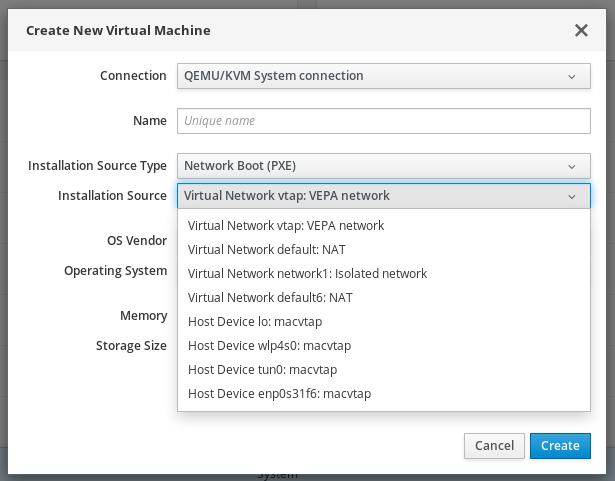 Create New Virtual Machine
Connection QEMU/KVM System connection
Name Unique name
Installation Source Type Network Boot (PXE)
Installation Source Virtual Network vtap: VEPA network
Virtual Network vtap: VEPA network
OS Vendor
Virtual Network default: NAT
Operating System
Virtual Network network1: Isolated network
Virtual Network default6: NAT
Memory
Host Device lo: macvtap
Storage Size
Host Device wlp4s0: macvtap
Host Device tun0: macvtap
Host Device enp0s31f6: macvtap
Cancel Create
System